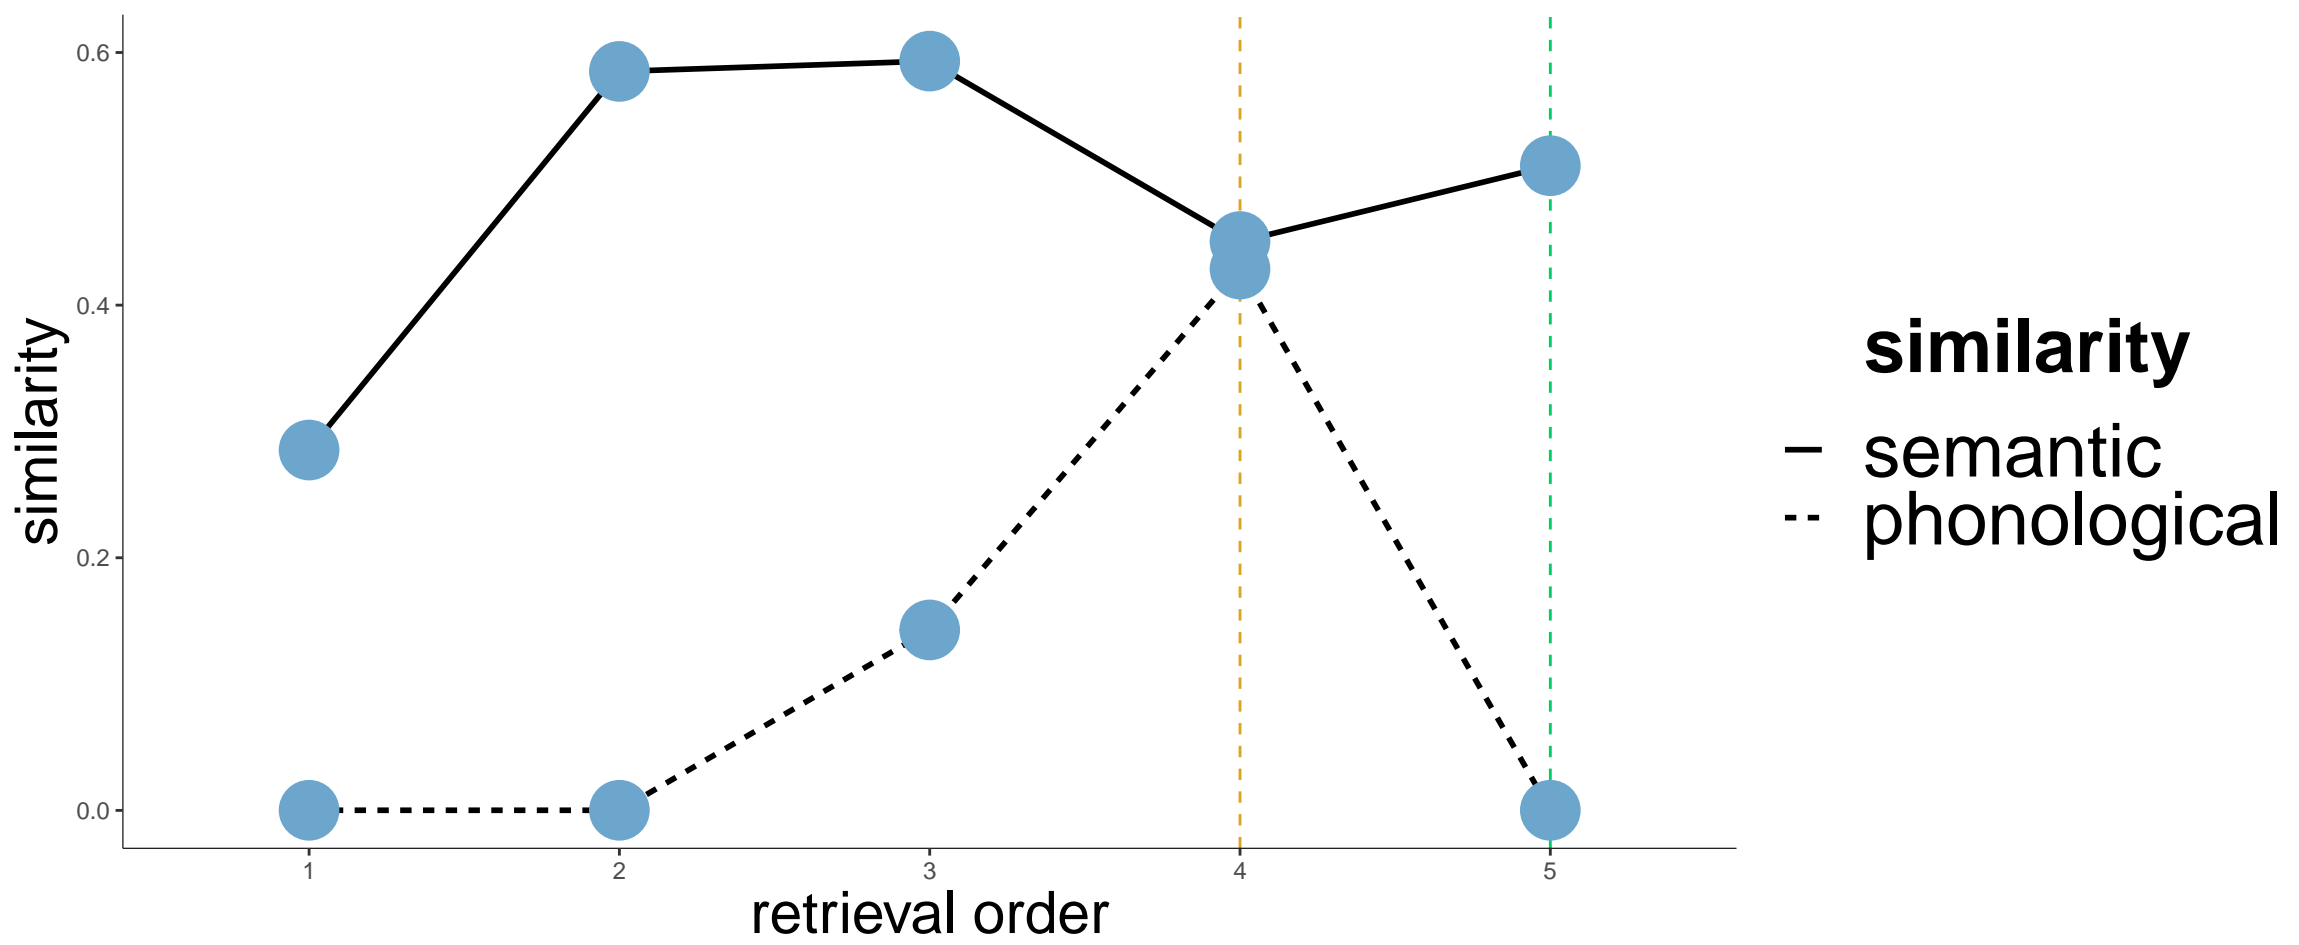 0.6
0.4
0.2
0.0
similarity
1 2 3 4 5
retrieval order
similarity
semantic
phonological